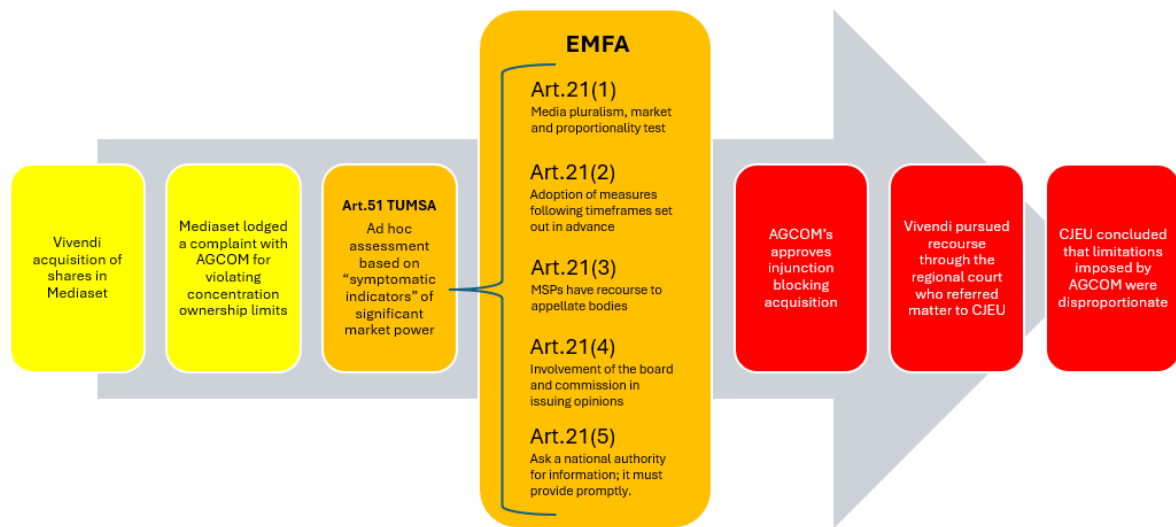 Vivendi
acquisition of
shares in
Mediaset
Mediaset lodged
a complaint with
AGCOM for
violating
concentration
ownership limits
Art.51 TUMSA
Ad hoc
assessment
based on
“symptomatic
indicators” of
significant
market power
EMFA
Art.21(1)
Media pluralism, market
and proportionality test
Art.21(2)
Adoption of measures
following timeframes set
out in advance
Art.21(3)
MSPs have recourse to
appellate bodies
Art.21(4)
Involvement of the board
and commission in
issuing opinions
Art.21(5)
Ask a national authority
for information; it must
provide promptly.
AGCOM’s
approves
injunction
blocking
acquisition
Vivendi pursued
recourse
through the
regional court
who referred
matter to CJEU
CJEU concluded
that limitations
imposed by
AGCOM were
disproportionate